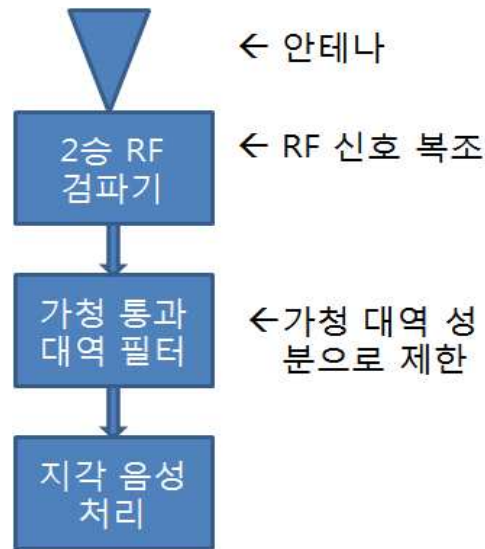 ← 안테나
2승 RF
검파기
← RF 신호 복조
가청 통과
대역 필터
←가청 대역 성
분으로 제한
지각 음성
처리